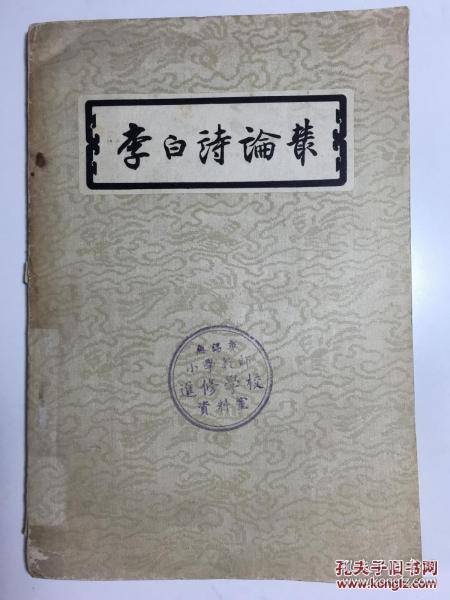 李白詩論叢
無錫市
小學教師
進修學校
資料室
孔夫子旧书网
www.kongfz.com